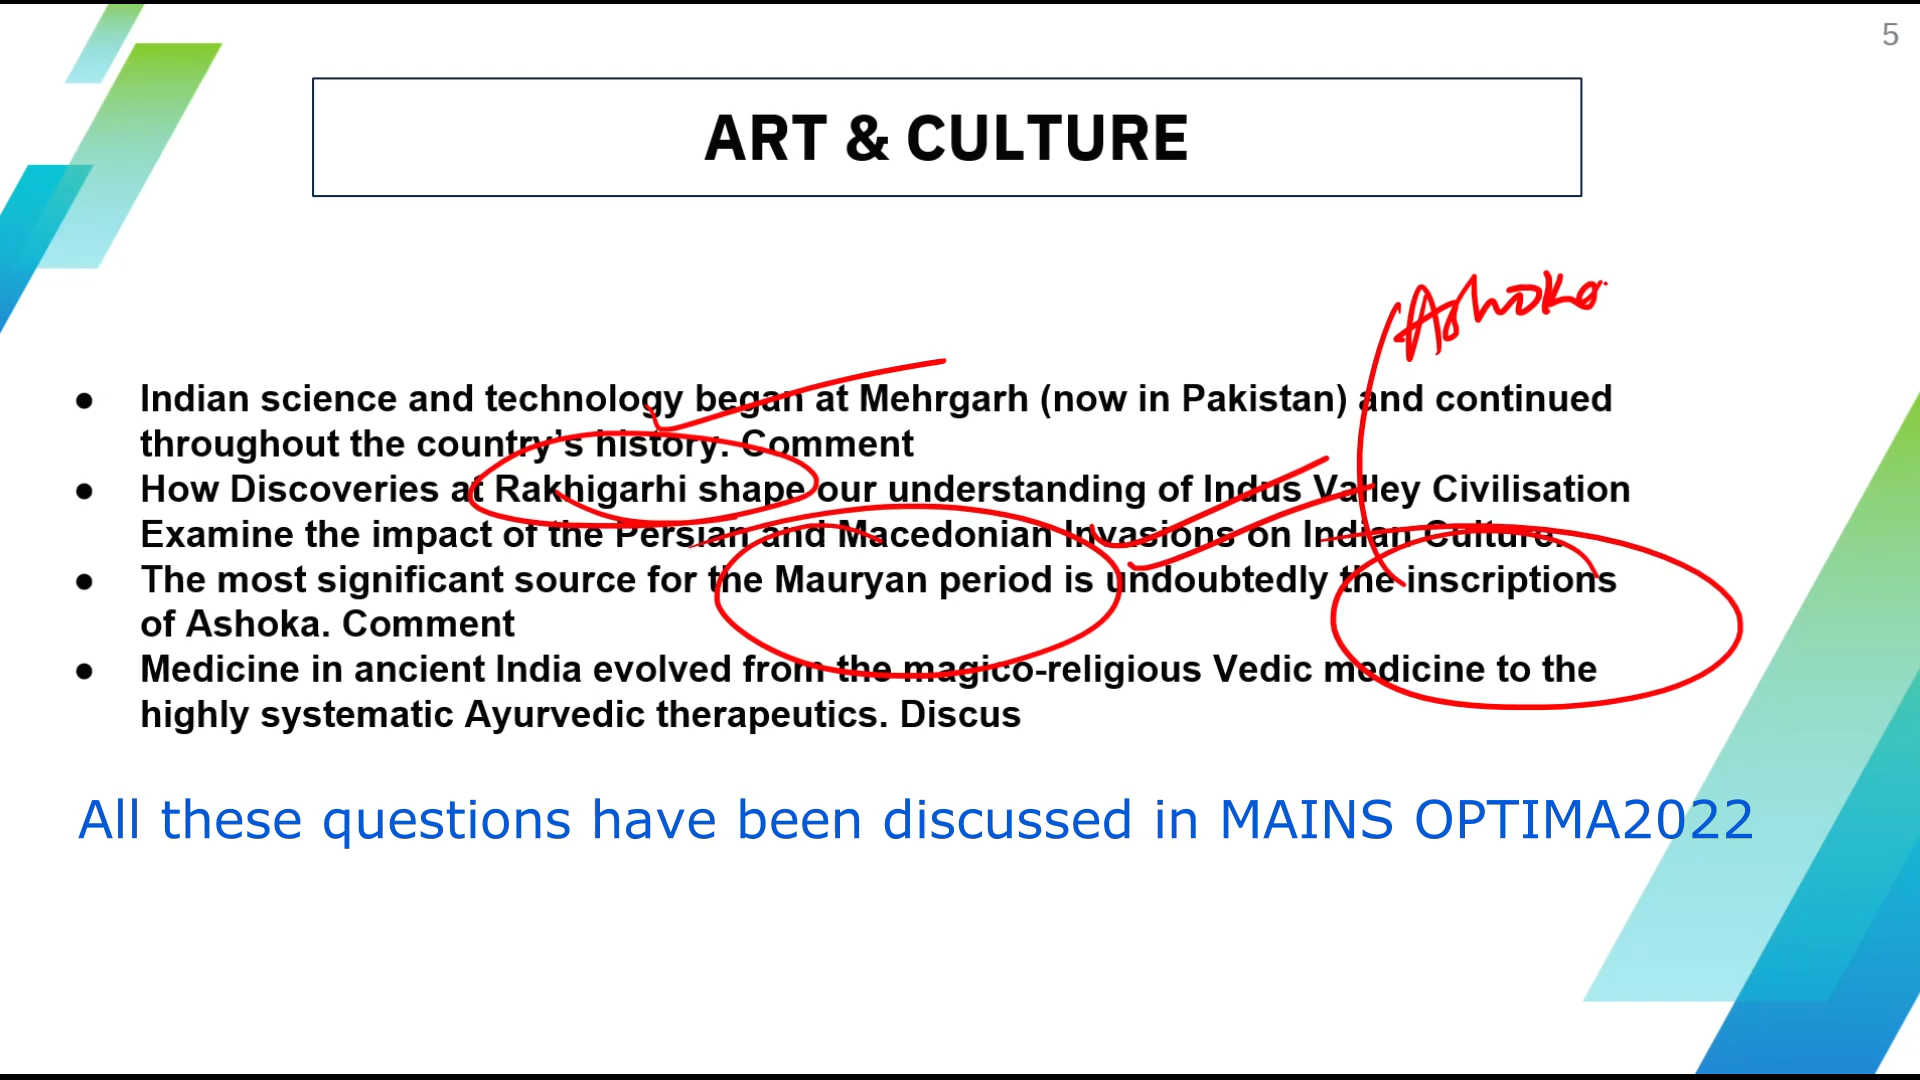 5
ART & CULTURE
Ashoka
● Indian science and technology began at Mehrgarh (now in Pakistan) and continued
throughout the country's history. Comment
● How Discoveries at Rakhigarhi shape our understanding of Indus Valley Civilisation
Examine the impact of the Persian and Macedonian Invasions on Indian Culture.
● The most significant source for the Mauryan period is undoubtedly the inscriptions
of Ashoka. Comment
● Medicine in ancient India evolved from the magico-religious Vedic medicine to the
highly systematic Ayurvedic therapeutics. Discus
All these questions have been discussed in MAINS OPTIMA2022